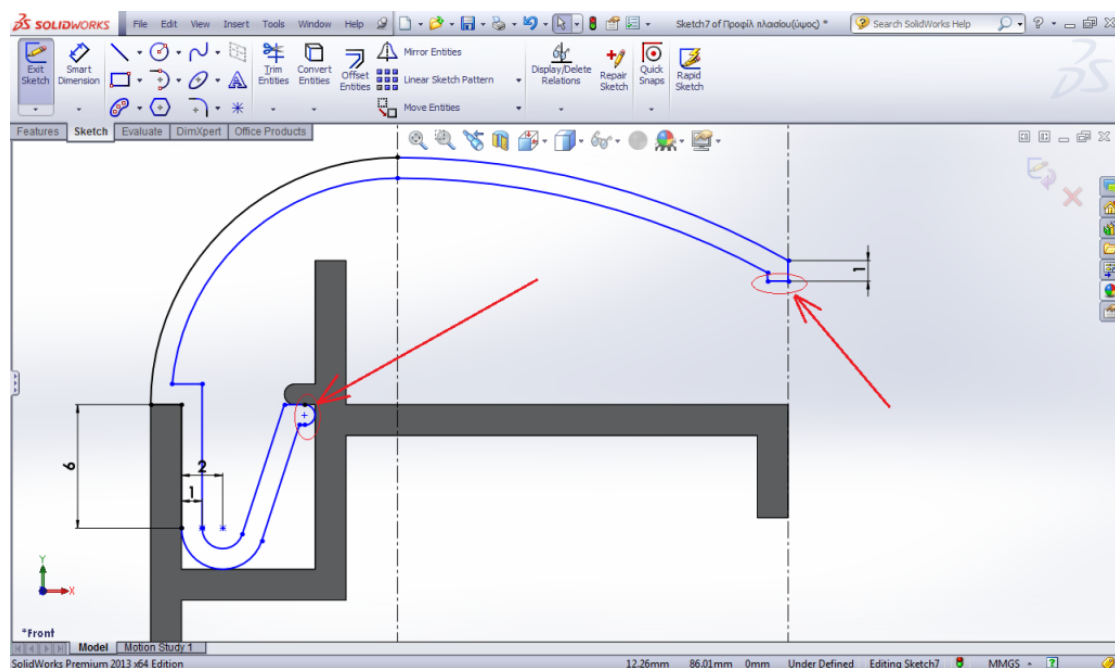 SOLIDWORKS File Edit View Insert Tools Window Help Sketch7 of Προφίλ πλαισίου(ύψος) * Search SolidWorks Help
Exit Sketch
Smart Dimension
Trim Entities
Convert Entities
Offset Entities
Mirror Entities
Linear Sketch Pattern
Move Entities
Display/Delete Relations
Repair Sketch
Quick Snaps
Rapid Sketch
Features Sketch Evaluate DimXpert Office Products
1
6
2
1
Y
X
*Front
Model Motion Study 1
SolidWorks Premium 2013 x64 Edition 12.26mm 86.01mm 0mm Under Defined Editing Sketch7 MMGS